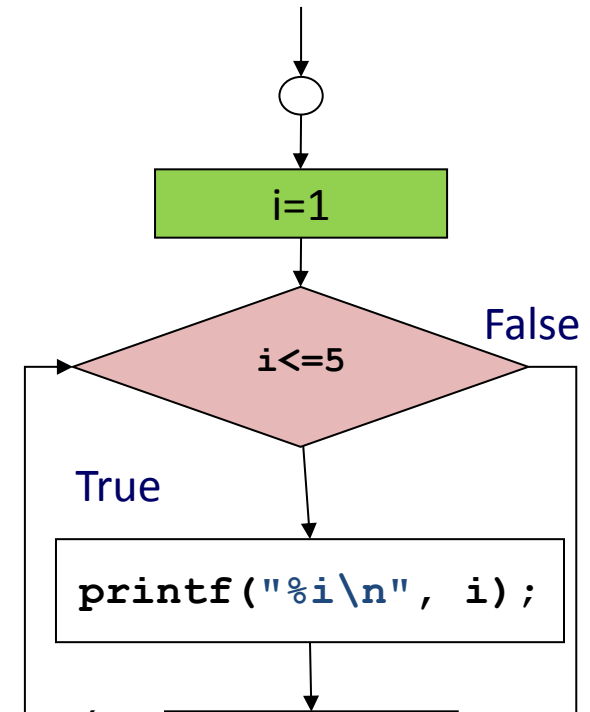 i=1
False
i<=5
True
printf("%i\n", i);